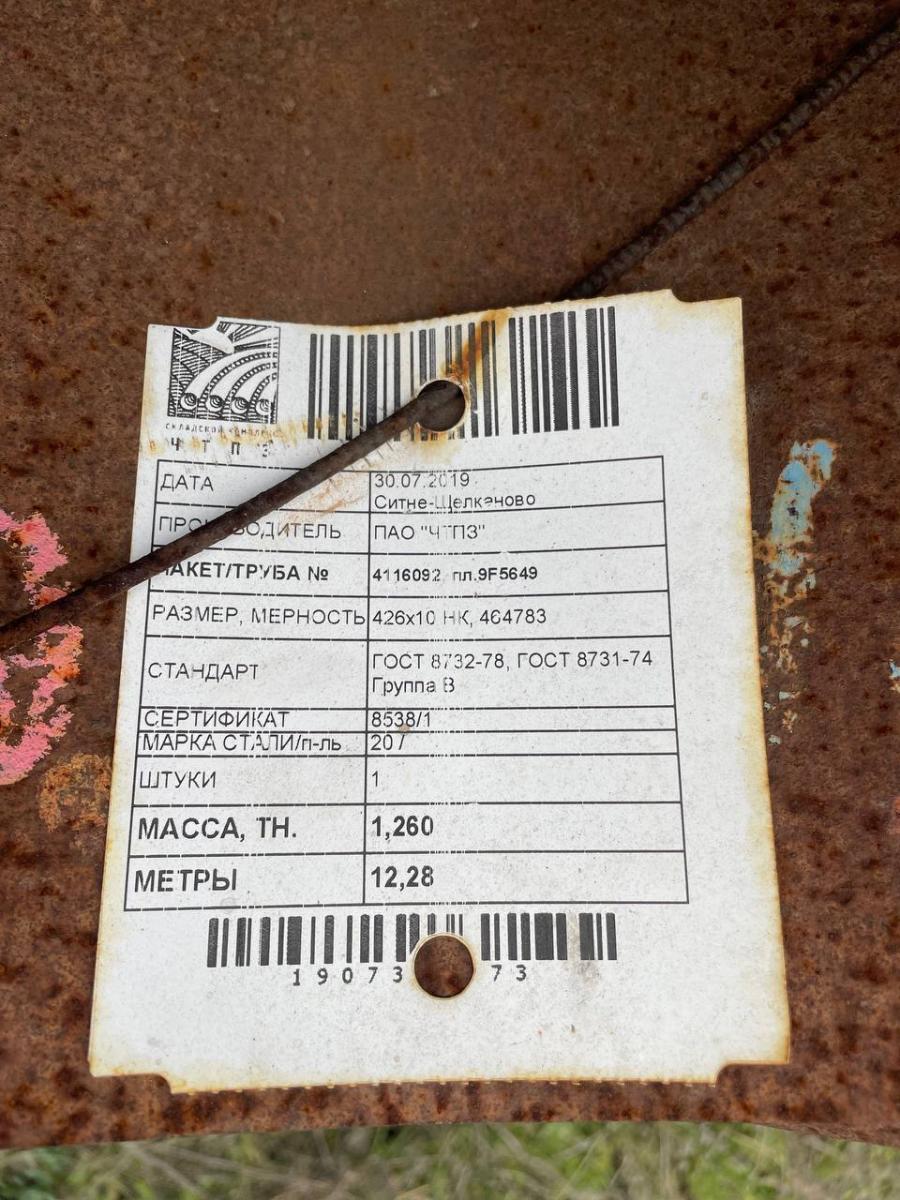 СКЛАДСКОЙ
ЧТПЗ
ДАТА 30.07.2019
Ситне-Щелканово
ПРОИЗВОДИТЕЛЬ ПАО "ЧТПЗ"
ПАКЕТ/ТРУБА № 4116092, пл.9F5649
РАЗМЕР, МЕРНОСТЬ 426х10 НК, 464783
СТАНДАРТ ГОСТ 8732-78, ГОСТ 8731-74
Группа В
СЕРТИФИКАТ 8538/1
МАРКА СТАЛИ/п-ль 20 /
ШТУКИ 1
МАССА, ТН. 1,260
МЕТРЫ 12,28
19073 73